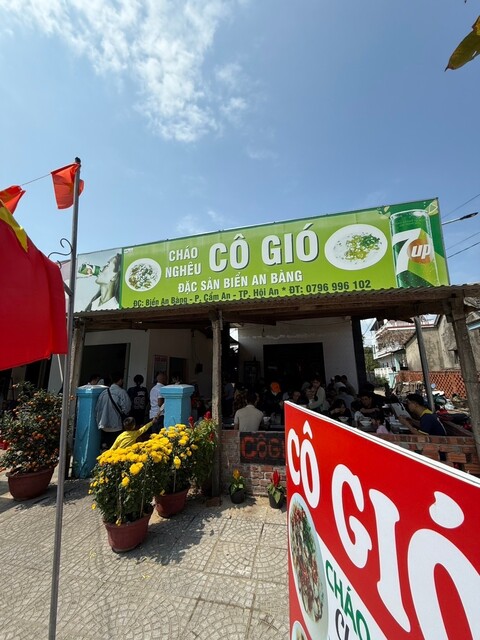 CHÁO
NGHÊU
CÔ GIÓ
ĐẶC SẢN BIỂN AN BÀNG
ĐC: Biển An Bàng - P. Cẩm An - TP. Hội An * ĐT: 0796 996 102
7up
CÔ G
CÔ GIÓ
CHÁO